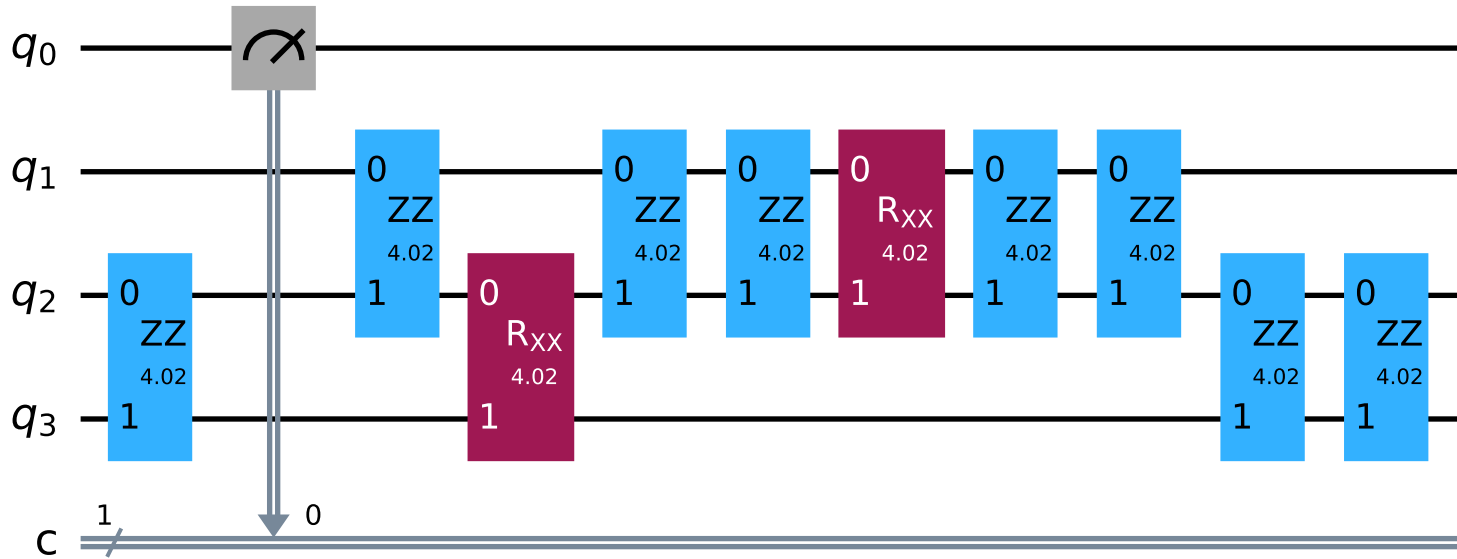 q0
q1
0 0 0 0 0 0
ZZ ZZ ZZ RXX ZZ ZZ
4.02 4.02 4.02 4.02 4.02 4.02
q2
0 1 0 1 1 1 1 1 0 0
ZZ RXX ZZ ZZ
4.02 4.02 4.02 4.02
q3
1 1 1 1
c
1 0